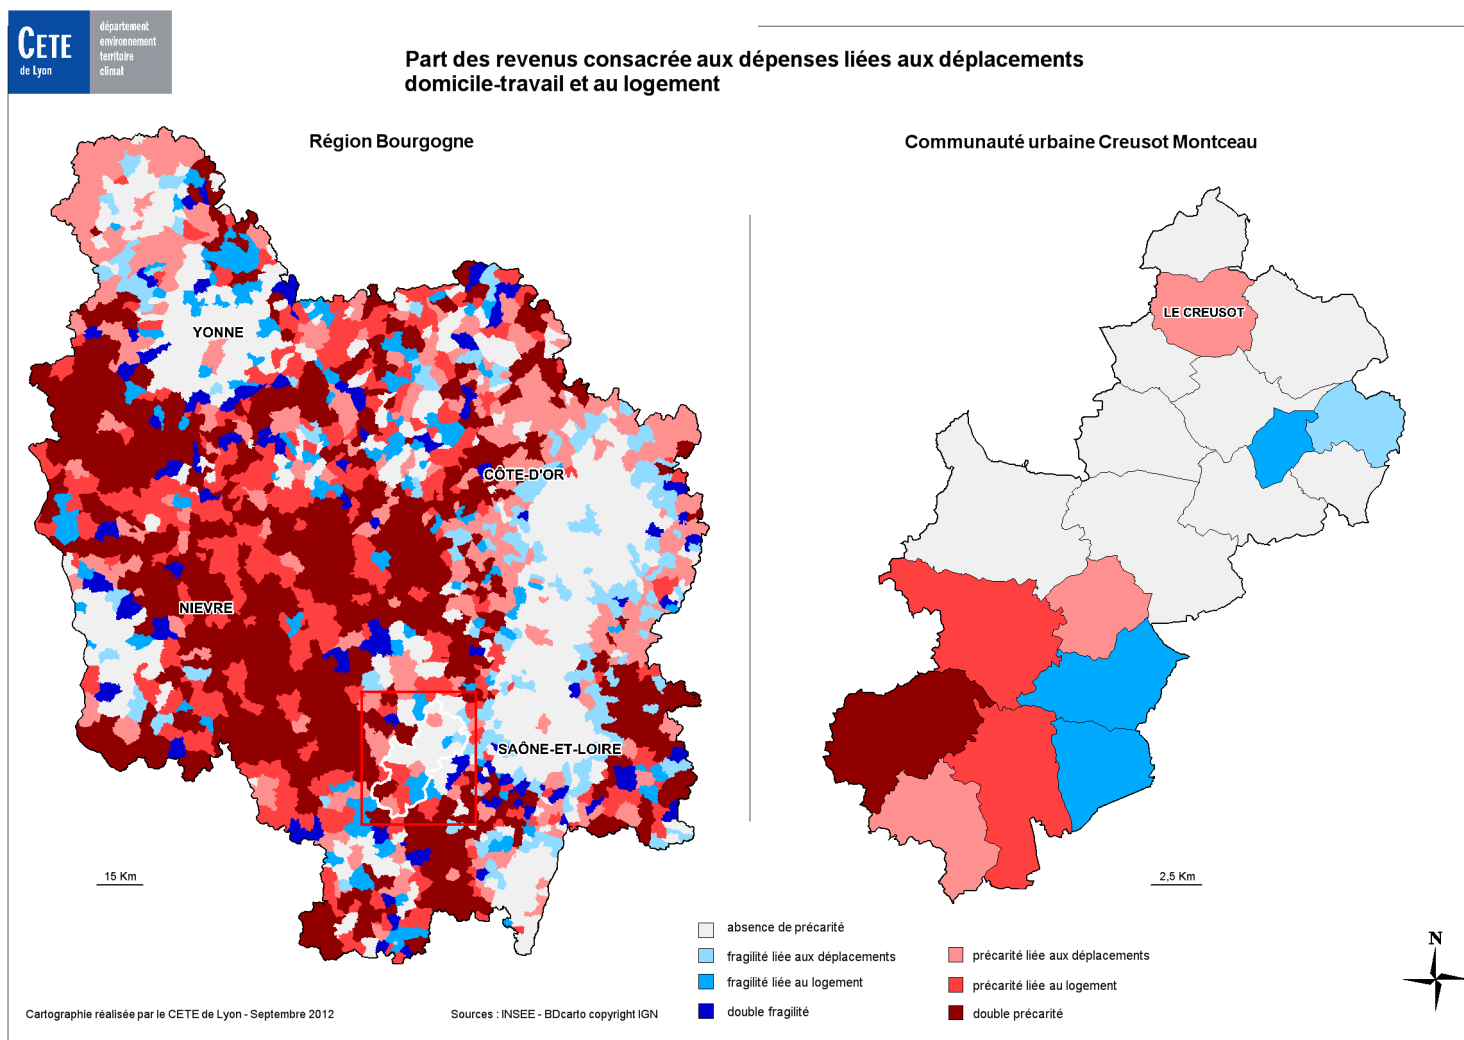 CETE
de Lyon
département
environnement
territoire
climat
Part des revenus consacrée aux dépenses liées aux déplacements
domicile-travail et au logement
Région Bourgogne
Communauté urbaine Creusot Montceau
LE CREUSOT
YONNE
CÔTE-D'OR
NIEVRE
SAÔNE-ET-LOIRE
15 Km
2,5 Km
absence de précarité
fragilité liée aux déplacements
fragilité liée au logement
double fragilité
précarité liée aux déplacements
précarité liée au logement
double précarité
N
Cartographie réalisée par le CETE de Lyon - Septembre 2012
Sources : INSEE - BDcarto copyright IGN